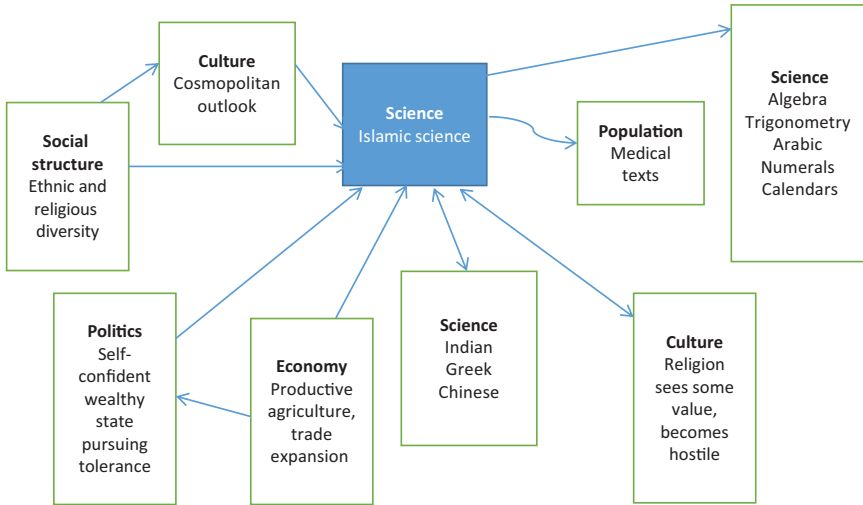 Culture
Cosmopolitan
outlook
Social
structure
Ethnic and
religious
diversity
Science
Islamic science
Population
Medical
texts
Science
Algebra
Trigonometry
Arabic
Numerals
Calendars
Politics
Self-
confident
wealthy
state
pursuing
tolerance
Economy
Productive
agriculture,
trade
expansion
Science
Indian
Greek
Chinese
Culture
Religion
sees some
value,
becomes
hostile